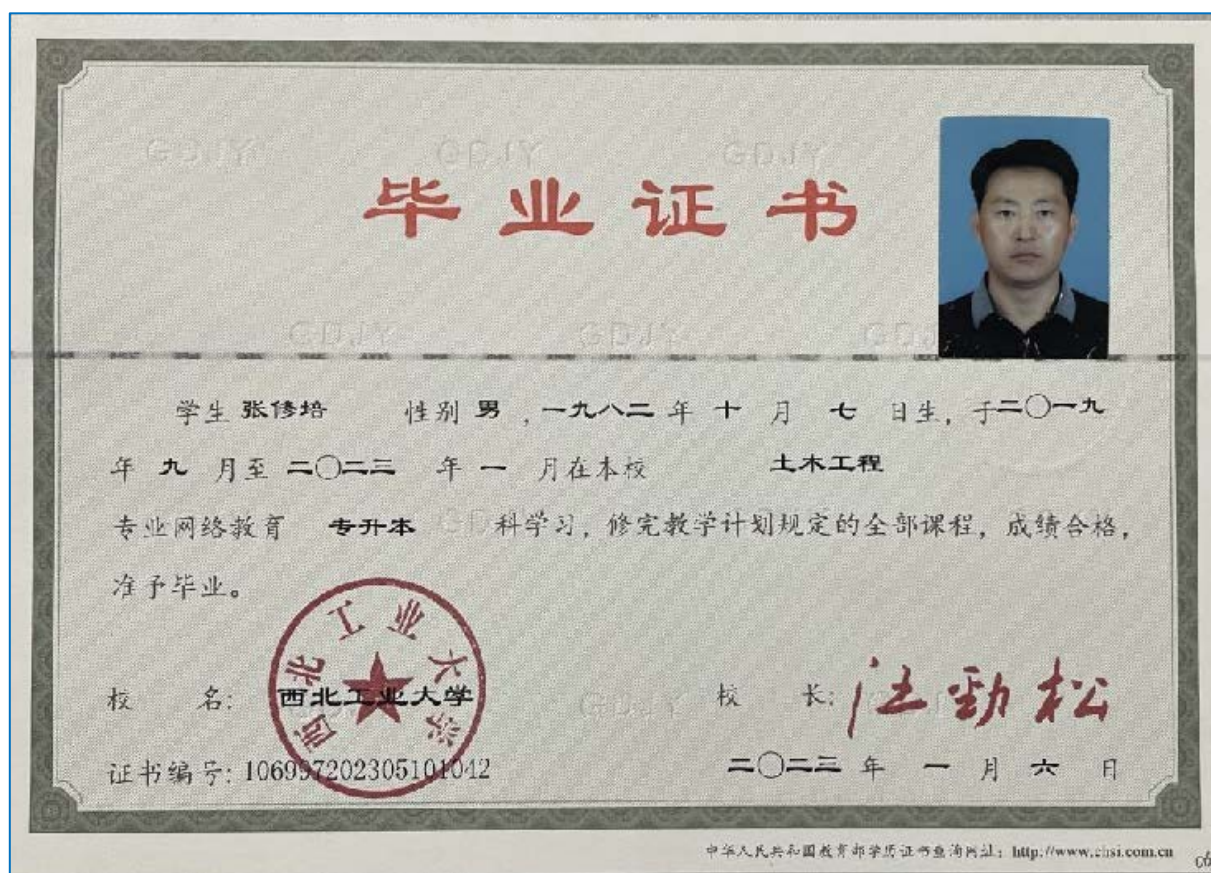 GDJY GDJY GDJY
毕业证书
GDJY GDJY GDJY
学生 张修培 性别 男 ,一九八二 年 十 月 七 日生, 于二〇一九
年 九 月至 二〇二三 年 一 月在本校 土木工程
专业网络教育 专升本 科学习, 修完教学计划规定的全部课程, 成绩合格,
准予毕业。
西北工业大学
校 名: 西北工业大学 校 长: 汪劲松
证书编号: 106997202305101042 二〇二三 年 一 月 六 日
中华人民共和国教育部学历证书查询网址: http://www.chsi.com.cn